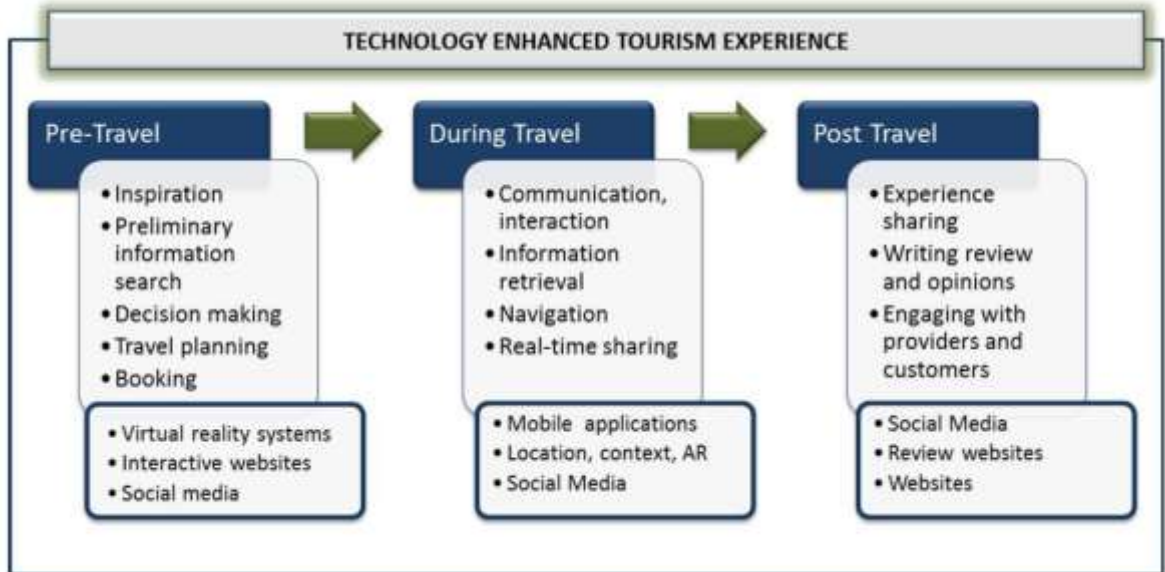 TECHNOLOGY ENHANCED TOURISM EXPERIENCE
Pre-Travel
• Inspiration
• Preliminary
information
search
• Decision making
• Travel planning
• Booking
• Virtual reality systems
• Interactive websites
• Social media
During Travel
• Communication,
interaction
• Information
retrieval
• Navigation
• Real-time sharing
• Mobile applications
• Location, context, AR
• Social Media
Post Travel
• Experience
sharing
• Writing review
and opinions
• Engaging with
providers and
customers
• Social Media
• Review websites
• Websites